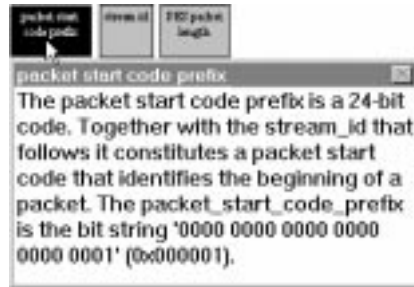 packet start
code prefix
stream id
PES packet
length
packet start code prefix
The packet start code prefix is a 24-bit
code. Together with the stream_id that
follows it constitutes a packet start
code that identifies the beginning of a
packet. The packet_start_code_prefix
is the bit string '0000 0000 0000 0000
0000 0001' (0x000001).